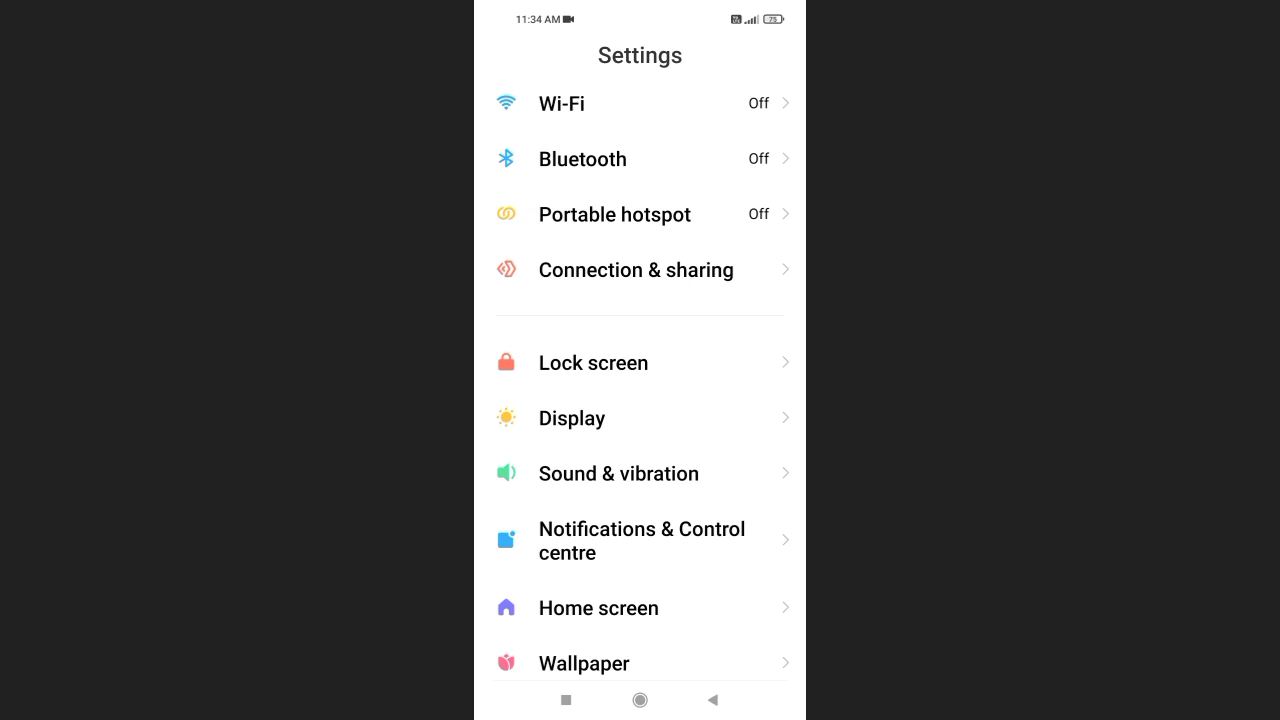 11:34 AM
75
Settings
Wi-Fi Off
Bluetooth Off
Portable hotspot Off
Connection & sharing
Lock screen
Display
Sound & vibration
Notifications & Control
centre
Home screen
Wallpaper